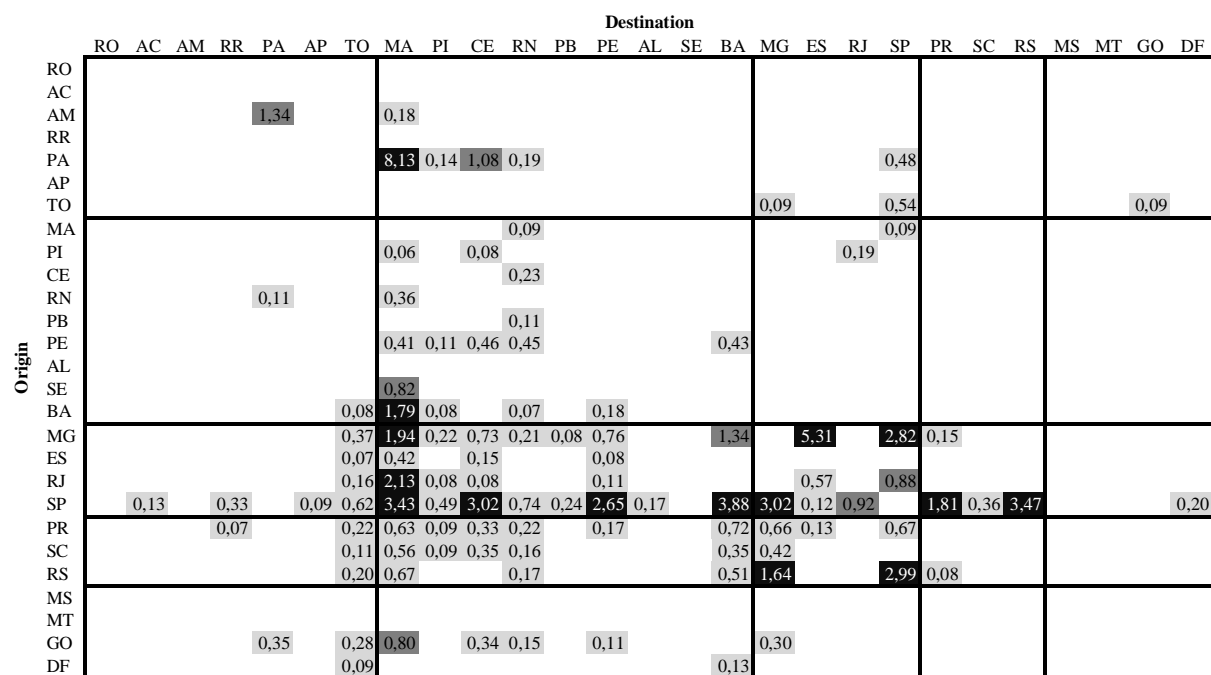 Destination
RO AC AM RR PA AP TO MA PI CE RN PB PE AL SE BA MG ES RJ SP PR SC RS MS MT GO DF
Origin
RO
AC
AM 1,34 0,18
RR
PA 8,13 0,14 1,08 0,19 0,48
AP
TO 0,09 0,54 0,09
MA 0,09 0,09
PI 0,06 0,08 0,19
CE 0,23
RN 0,11 0,36
PB 0,11
PE 0,41 0,11 0,46 0,45 0,43
AL
SE 0,82
BA 0,08 1,79 0,08 0,07 0,18
MG 0,37 1,94 0,22 0,73 0,21 0,08 0,76 1,34 5,31 2,82 0,15
ES 0,07 0,42 0,15 0,08
RJ 0,16 2,13 0,08 0,08 0,11 0,57 0,88
SP 0,13 0,33 0,09 0,62 3,43 0,49 3,02 0,74 0,24 2,65 0,17 3,88 3,02 0,12 0,92 1,81 0,36 3,47 0,20
PR 0,07 0,22 0,63 0,09 0,33 0,22 0,17 0,72 0,66 0,13 0,67
SC 0,11 0,56 0,09 0,35 0,16 0,35 0,42
RS 0,20 0,67 0,17 0,51 1,64 2,99 0,08
MS
MT
GO 0,35 0,28 0,80 0,34 0,15 0,11 0,30
DF 0,09 0,13